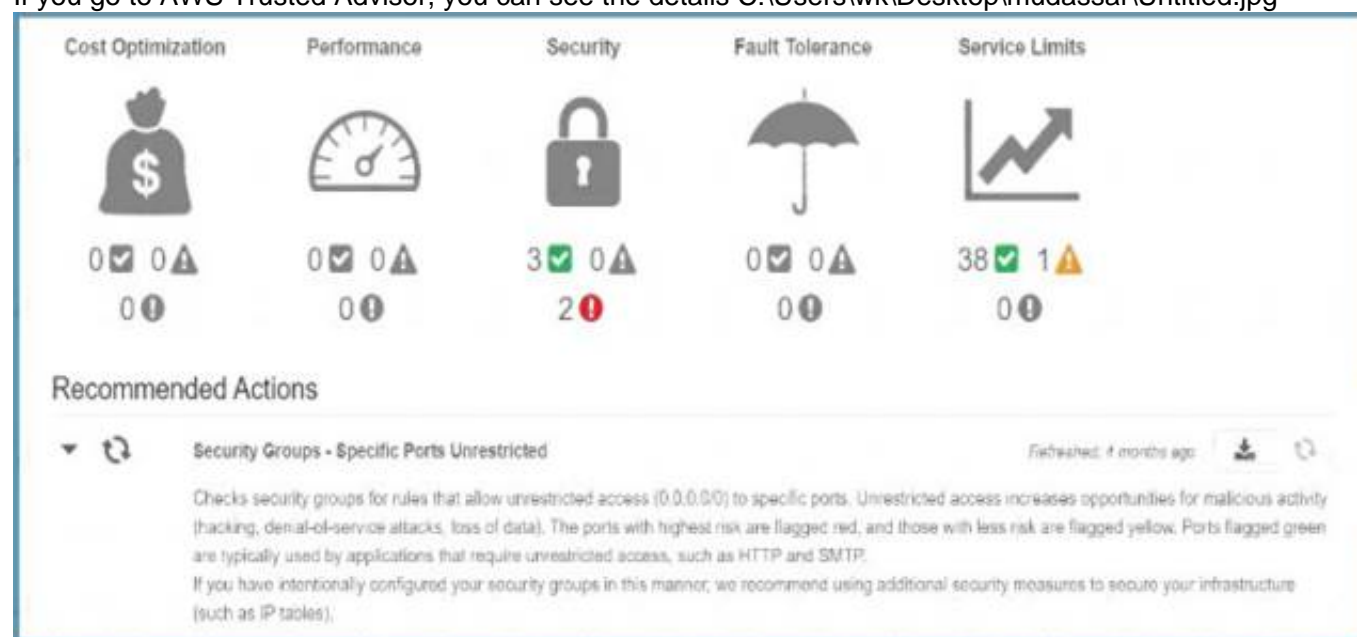 If you go to AWS Trusted Advisor, you can see the details C:\Users\wk\Desktop\mudassar\Untitled.jpg
Cost Optimization Performance Security Fault Tolerance Service Limits
$
0 0 0 0 3 0 0 0 38 1
0 0 2 0 0
Recommended Actions
Security Groups - Specific Ports Unrestricted Refreshed: 4 months ago
Checks security groups for rules that allow unrestricted access (0.0.0.0/0) to specific ports. Unrestricted access increases opportunities for malicious activity
(hacking, denial-of-service attacks, loss of data). The ports with highest risk are flagged red, and those with less risk are flagged yellow. Ports flagged green
are typically used by applications that require unrestricted access, such as HTTP and SMTP.
If you have intentionally configured your security groups in this manner, we recommend using additional security measures to secure your infrastructure
(such as IP tables).